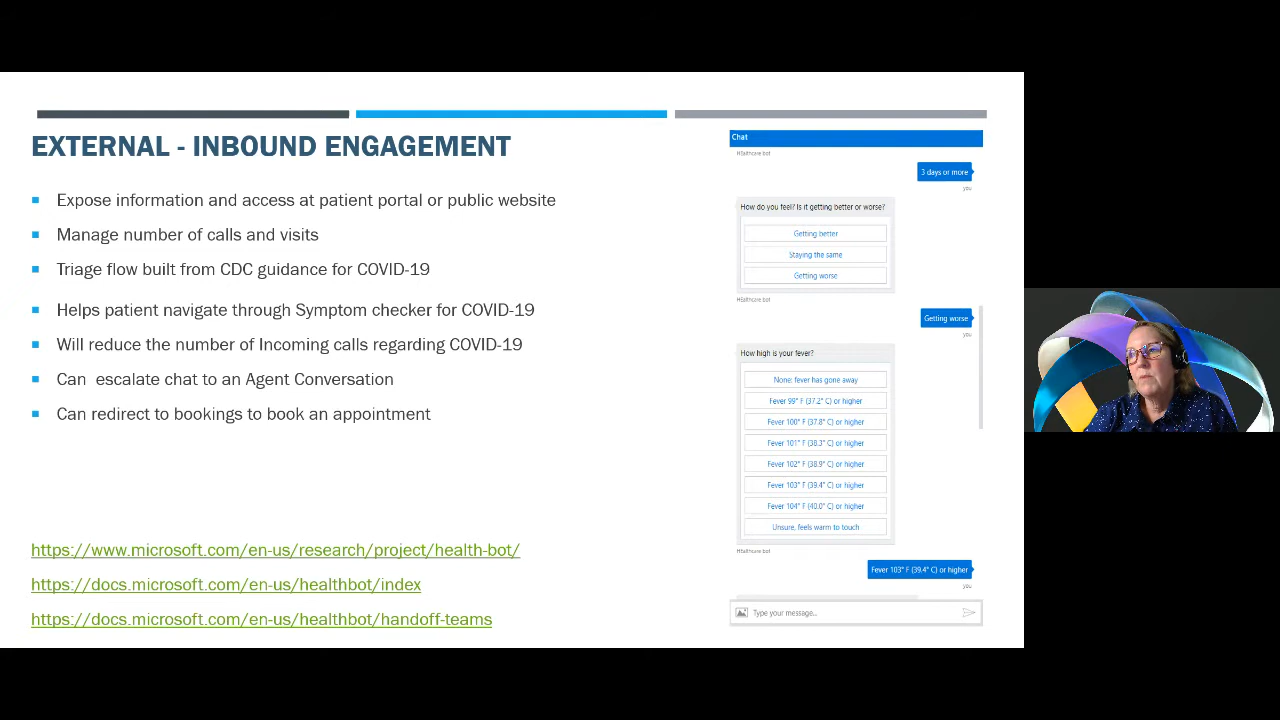 EXTERNAL - INBOUND ENGAGEMENT
Expose information and access at patient portal or public website
Manage number of calls and visits
Triage flow built from CDC guidance for COVID-19
Helps patient navigate through Symptom checker for COVID-19
Will reduce the number of Incoming calls regarding COVID-19
Can  escalate chat to an Agent Conversation
Can redirect to bookings to book an appointment
https://www.microsoft.com/en-us/research/project/health-bot/
https://docs.microsoft.com/en-us/healthbot/index
https://docs.microsoft.com/en-us/healthbot/handoff-teams
Chat
HEalthcare bot
3 days or more
you
How do you feel? Is it getting better or worse?
Getting better
Staying the same
Getting worse
HEalthcare bot
Getting worse
you
How high is your fever?
None: fever has gone away
Fever 99° F (37.2° C) or higher
Fever 100° F (37.8° C) or higher
Fever 101° F (38.3° C) or higher
Fever 102° F (38.9° C) or higher
Fever 103° F (39.4° C) or higher
Fever 104° F (40.0° C) or higher
Unsure, feels warm to touch
HEalthcare bot
Fever 103° F (39.4° C) or higher
you
Type your message...